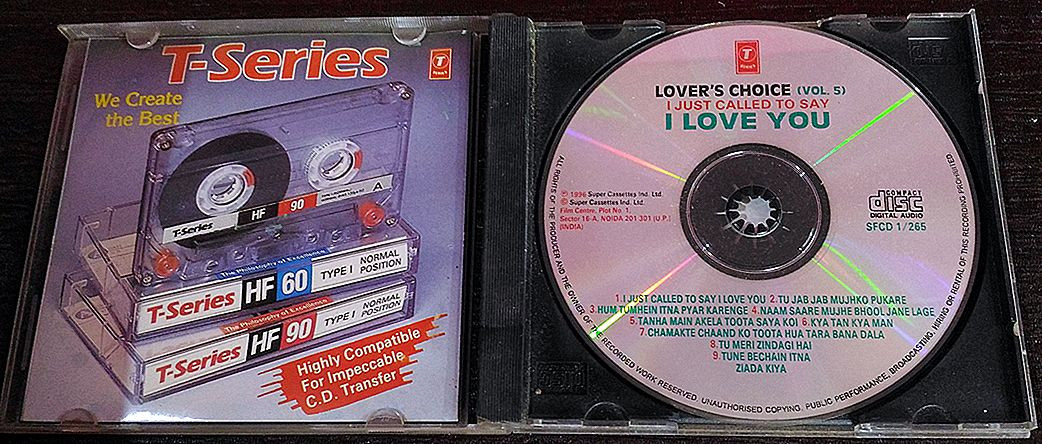 T-Series
T
T-Series
We Create
the Best
A
T-Series HF 90
The Philosophy of Excellence
T-Series HF 60 TYPE I NORMAL POSITION
The Philosophy of Excellence
T-Series HF 90 TYPE I NORMAL POSITION
Highly Compatible
For Impeccable
C.D. Transfer
T
LOVER'S CHOICE (VOL. 5)
I JUST CALLED TO SAY
I LOVE YOU
℗ 1996 Super Cassettes Ind. Ltd.
© Super Cassettes Ind. Ltd.
Film Centre, Plot No. 1,
Sector 16-A, NOIDA 201 301 (U.P.)
(INDIA)
COMPACT
disc
DIGITAL AUDIO
SFCD 1/265
1.I JUST CALLED TO SAY I LOVE YOU 2.TU JAB JAB MUJHKO PUKARE
3.HUM TUMHEIN ITNA PYAR KARENGE 4.NAAM SAARE MUJHE BHOOL JANE LAGE
5.TANHA MAIN AKELA TOOTA SAYA KOI 6.KYA TAN KYA MAN
7.CHAMAKTE CHAAND KO TOOTA HUA TARA BANA DALA
8.TU MERI ZINDAGI HAI
9.TUNE BECHAIN ITNA
ZIADA KIYA
ALL RIGHTS OF THE PRODUCER AND THE OWNER OF THE RECORDED WORK RESERVED. UNAUTHORISED COPYING, PUBLIC PERFORMANCE, BROADCASTING, HIRING OR RENTAL OF THIS RECORDING PROHIBITED